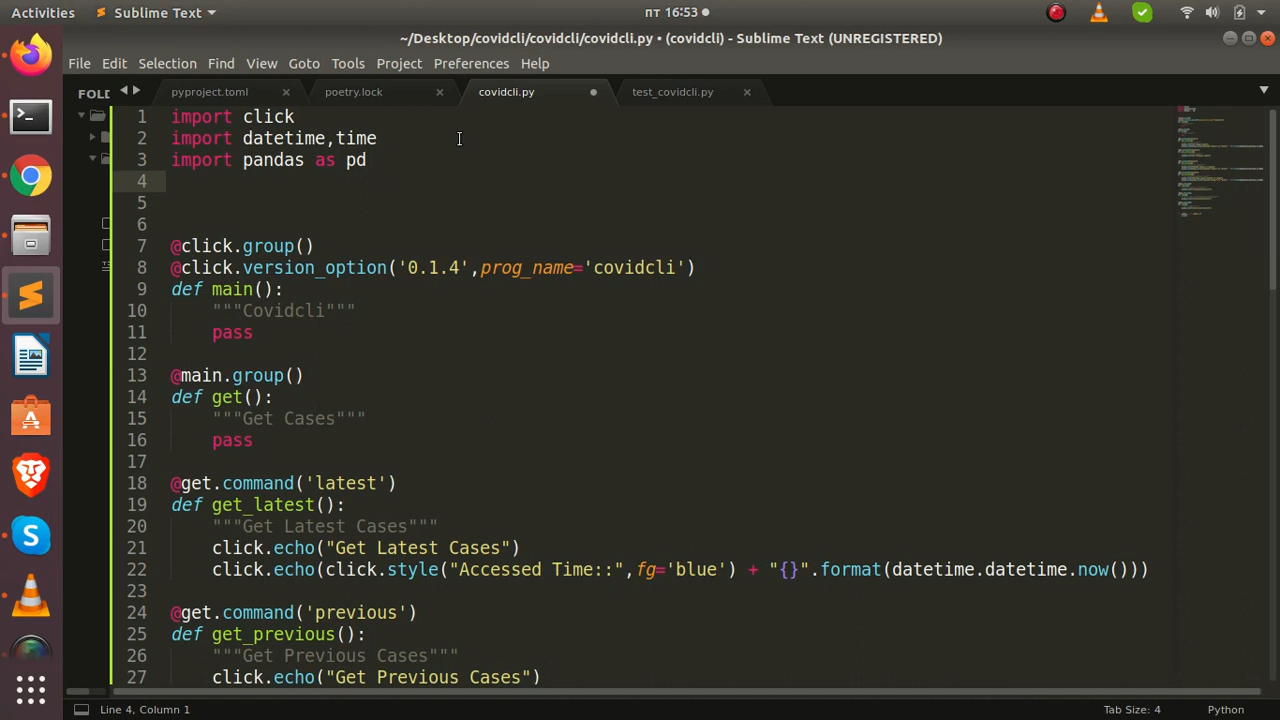 Activities
Sublime Text
пт 16:53
~/Desktop/covidcli/covidcli/covidcli.py • (covidcli) - Sublime Text (UNREGISTERED)
File Edit Selection Find View Goto Tools Project Preferences Help
FOLD
pyproject.toml
poetry.lock
covidcli.py
test_covidcli.py
1 import click
2 import datetime,time
3 import pandas as pd
4
5
6
7 @click.group()
8 @click.version_option('0.1.4',prog_name='covidcli')
9 def main():
10 """Covidcli"""
11 pass
12
13 @main.group()
14 def get():
15 """Get Cases"""
16 pass
17
18 @get.command('latest')
19 def get_latest():
20 """Get Latest Cases"""
21 click.echo("Get Latest Cases")
22 click.echo(click.style("Accessed Time::",fg='blue') + "{}".format(datetime.datetime.now()))
23
24 @get.command('previous')
25 def get_previous():
26 """Get Previous Cases"""
27 click.echo("Get Previous Cases")
Line 4, Column 1
Tab Size: 4
Python